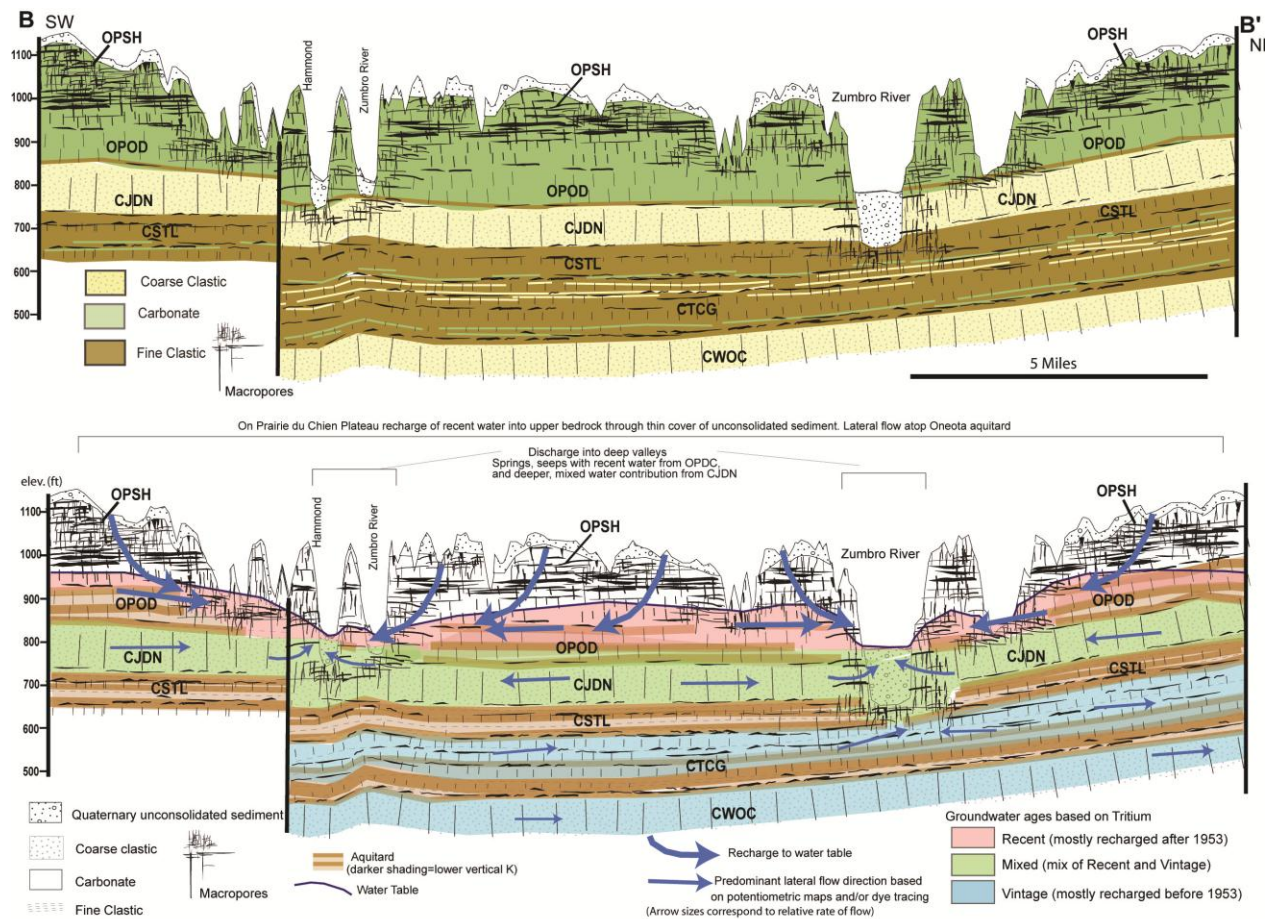 B SW
B'
NE
OPSH
Hammond
Zumbro River
OPSH
Zumbro River
OPSH
1100
1000
900
800
700
600
500
OPOD
OPOD
OPOD
CJDN
CJDN
CJDN
CSTL
CSTL
CSTL
CTCG
CWOC
Coarse Clastic
Carbonate
Fine Clastic
Macropores
5 Miles
On Prairie du Chien Plateau recharge of recent water into upper bedrock through thin cover of unconsolidated sediment. Lateral flow atop Oneota aquitard
Discharge into deep valleys
Springs, seeps with recent water from OPDC,
and deeper, mixed water contribution from CJDN
elev. (ft)
1100
1000
900
800
700
600
500
OPSH
Hammond
Zumbro River
OPSH
Zumbro River
OPSH
OPOD
OPOD
OPOD
CJDN
CJDN
CJDN
CSTL
CSTL
CSTL
CTCG
CWOC
Quaternary unconsolidated sediment
Coarse clastic
Carbonate
Fine Clastic
Macropores
Aquitard
(darker shading=lower vertical K)
Water Table
Recharge to water table
Predominant lateral flow direction based
on potentiometric maps and/or dye tracing
(Arrow sizes correspond to relative rate of flow)
Groundwater ages based on Tritium
Recent (mostly recharged after 1953)
Mixed (mix of Recent and Vintage)
Vintage (mostly recharged before 1953)